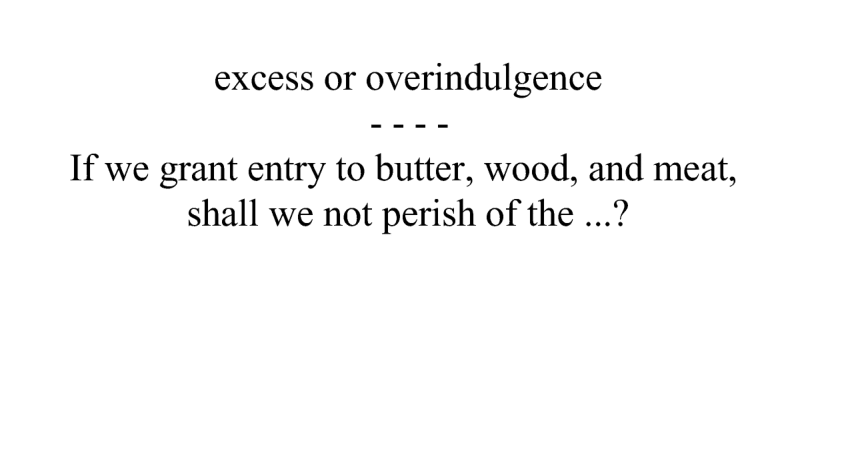 excess or overindulgence
- - - -
If we grant entry to butter, wood, and meat,
shall we not perish of the ...?